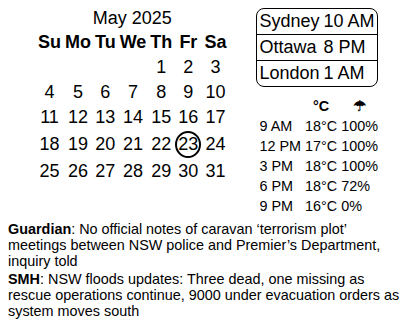 May 2025
Su Mo Tu We Th Fr Sa
1 2 3
4 5 6 7 8 9 10
11 12 13 14 15 16 17
18 19 20 21 22 23 24
25 26 27 28 29 30 31
Sydney 10 AM
Ottawa 8 PM
London 1 AM
°C ☂
9 AM 18°C 100%
12 PM 17°C 100%
3 PM 18°C 100%
6 PM 18°C 72%
9 PM 16°C 0%
Guardian: No official notes of caravan ‘terrorism plot’
meetings between NSW police and Premier’s Department,
inquiry told
SMH: NSW floods updates: Three dead, one missing as
rescue operations continue, 9000 under evacuation orders as
system moves south